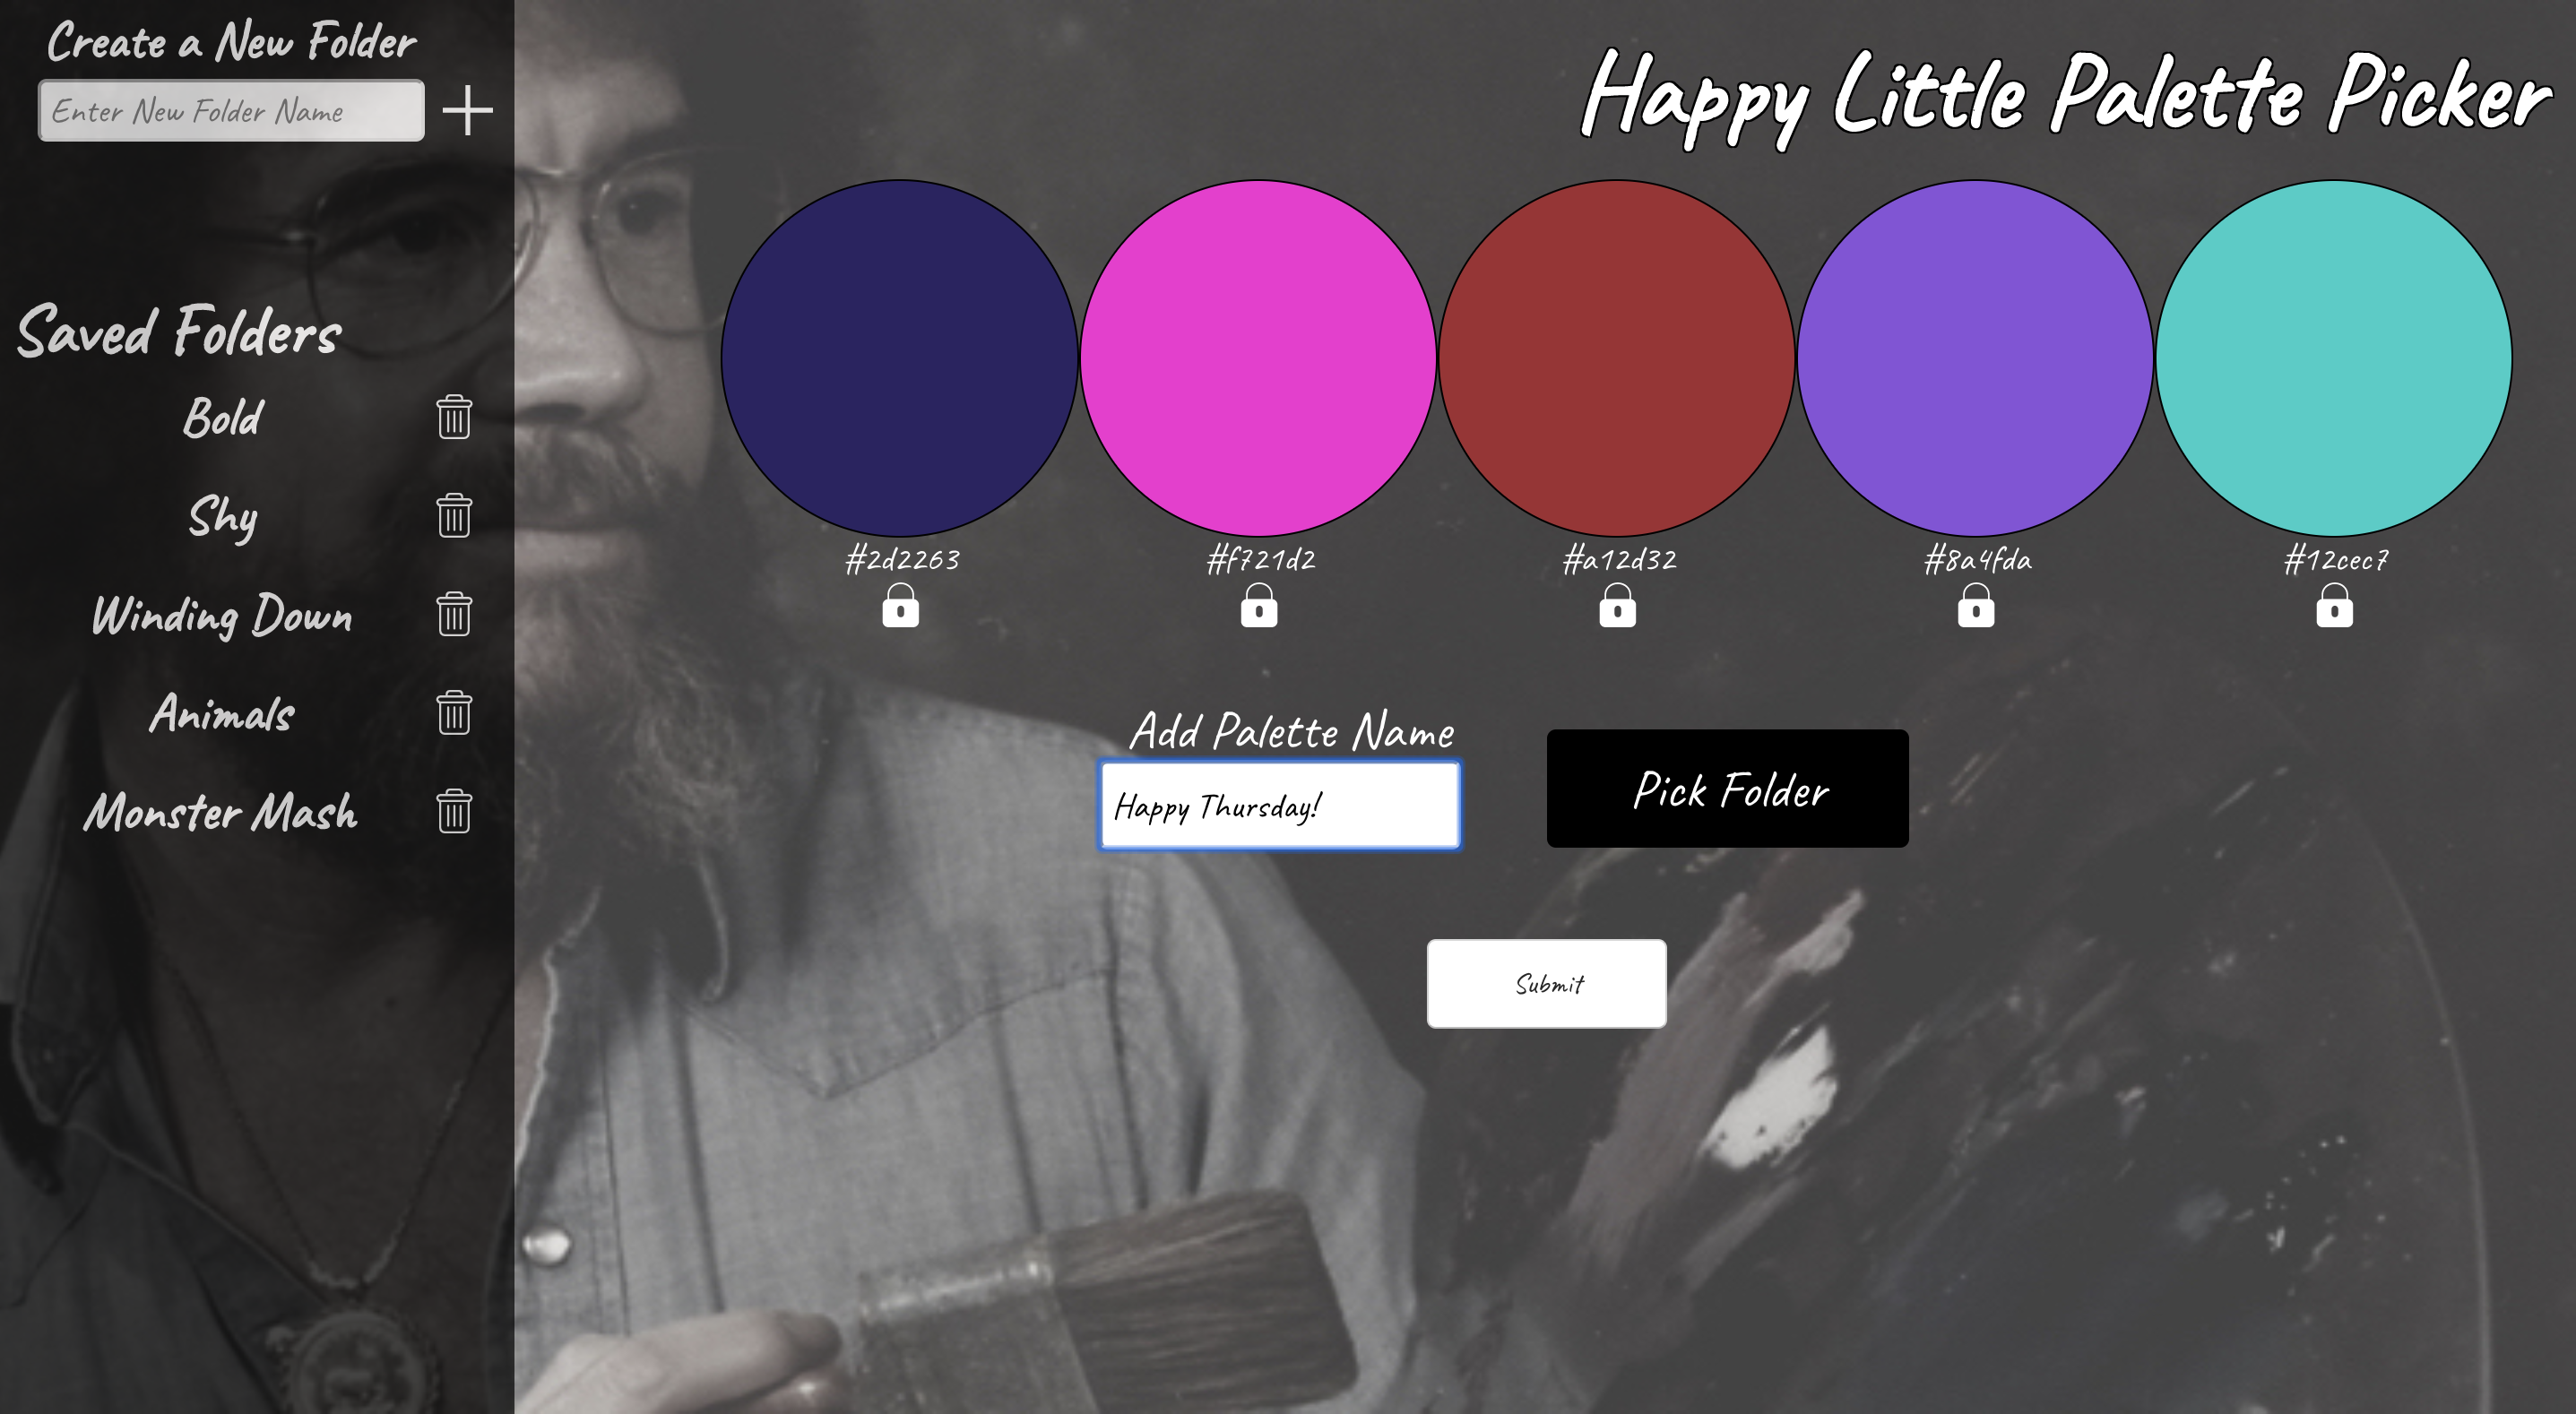 Create a New Folder
Enter New Folder Name
Happy Little Palette Picker
Saved Folders
Bold
Shy
Winding Down
Animals
Monster Mash
#2d2263
#f721d2
#a12d32
#8a4fda
#12cec7
Add Palette Name
Happy Thursday!
Pick Folder
Submit